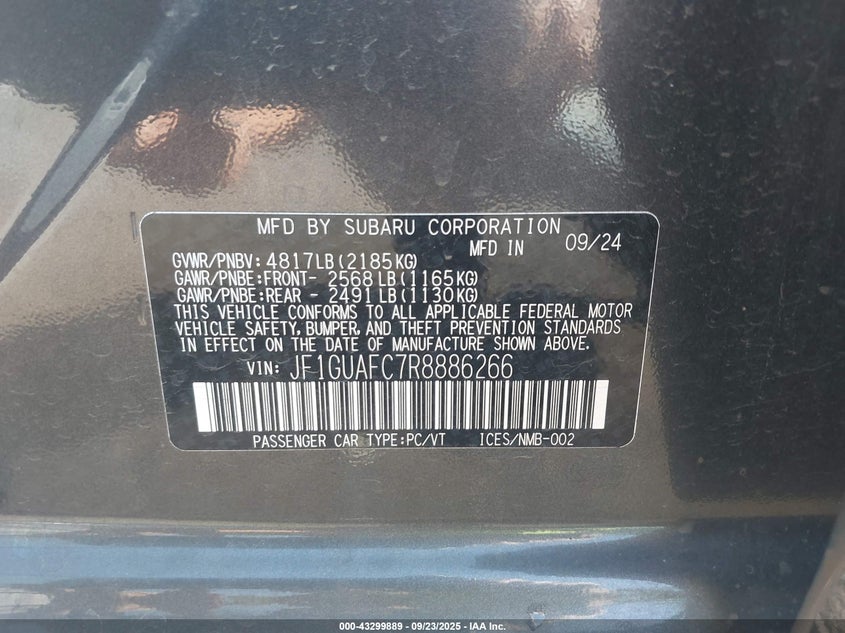 MFD BY SUBARU CORPORATION
MFD IN 09/24
GVWR/PNBV: 4817LB(2185KG)
GAWR/PNBE:FRONT- 2568LB(1165KG)
GAWR/PNBE:REAR - 2491LB(1130KG)
THIS VEHICLE CONFORMS TO ALL APPLICABLE FEDERAL MOTOR
VEHICLE SAFETY, BUMPER, AND THEFT PREVENTION STANDARDS
IN EFFECT ON THE DATE OF MANUFACTURE SHOWN ABOVE.
VIN: JF1GUAFC7R8886266
PASSENGER CAR TYPE:PC/VT ICES/NMB-002
000-43299889 - 09/23/2025 - IAA Inc.